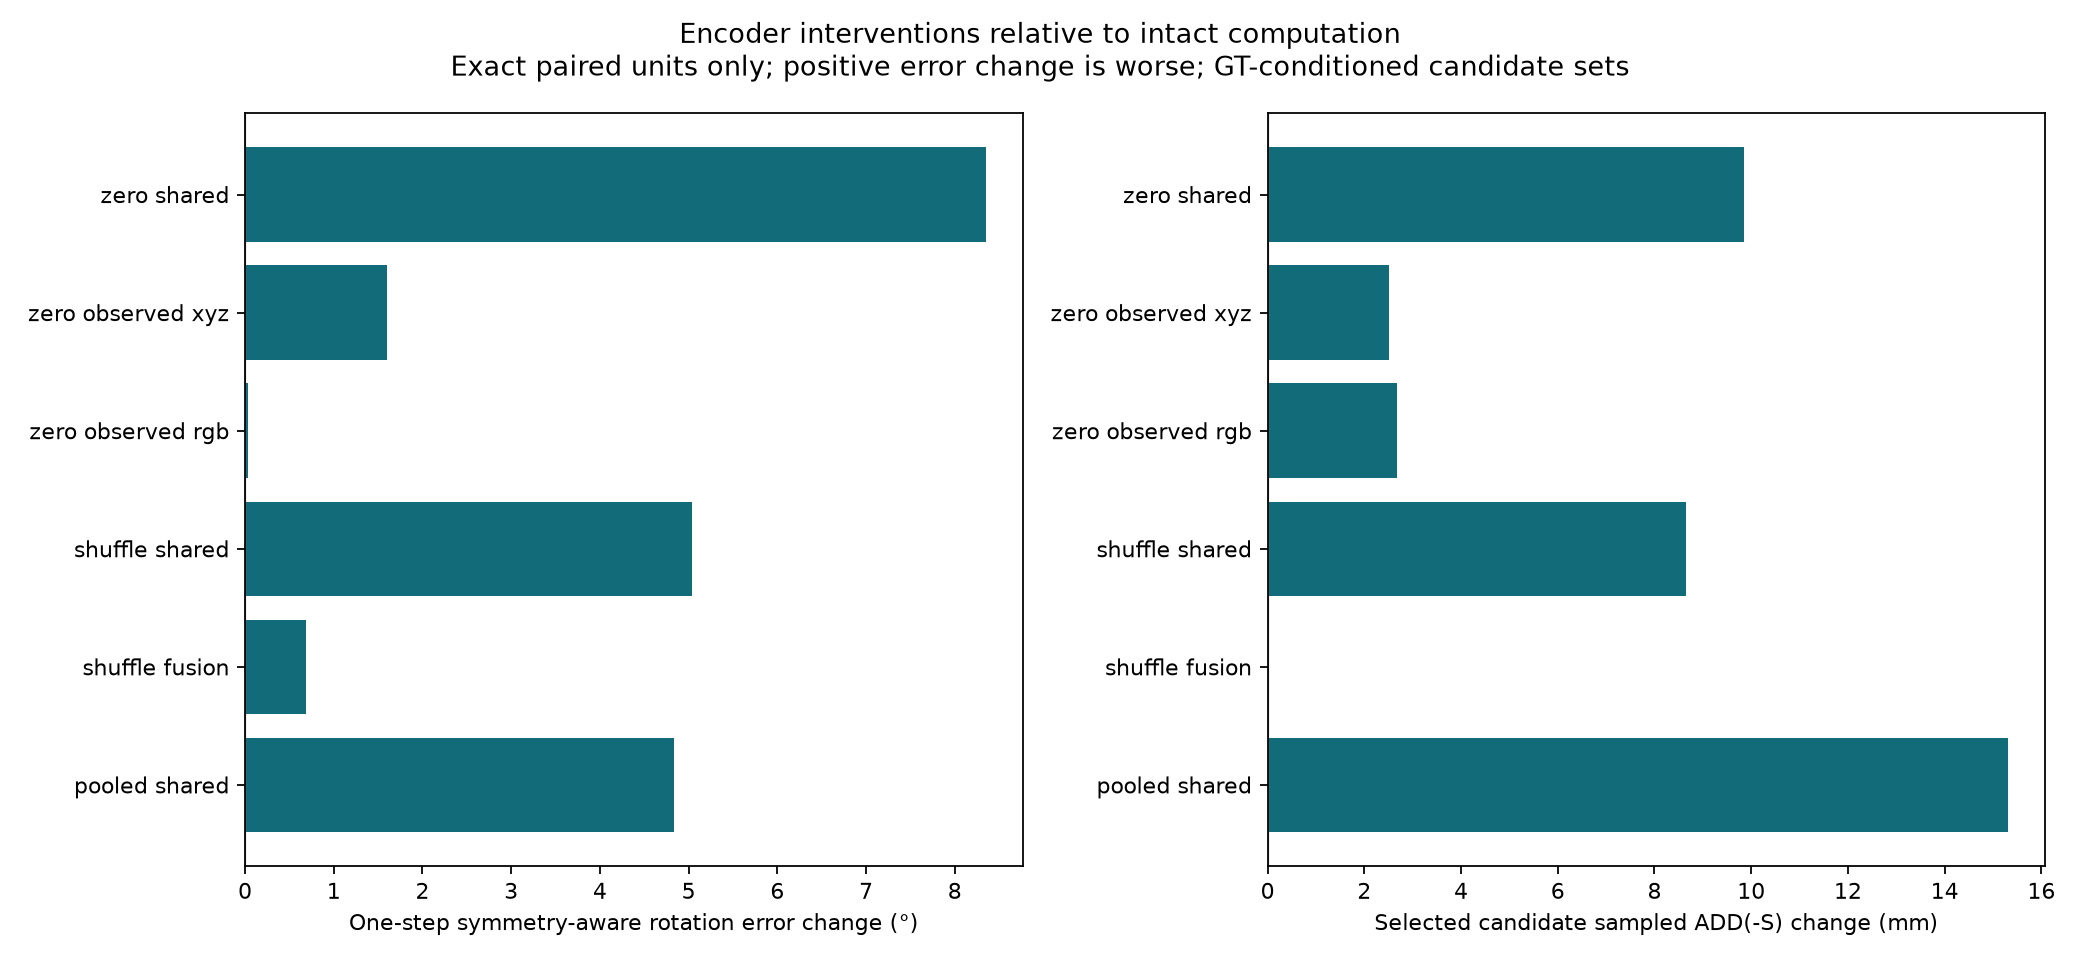 Encoder interventions relative to intact computation
Exact paired units only; positive error change is worse; GT-conditioned candidate sets
zero shared
zero observed xyz
zero observed rgb
shuffle shared
shuffle fusion
pooled shared
0 1 2 3 4 5 6 7 8
One-step symmetry-aware rotation error change (°)
zero shared
zero observed xyz
zero observed rgb
shuffle shared
shuffle fusion
pooled shared
0 2 4 6 8 10 12 14 16
Selected candidate sampled ADD(-S) change (mm)